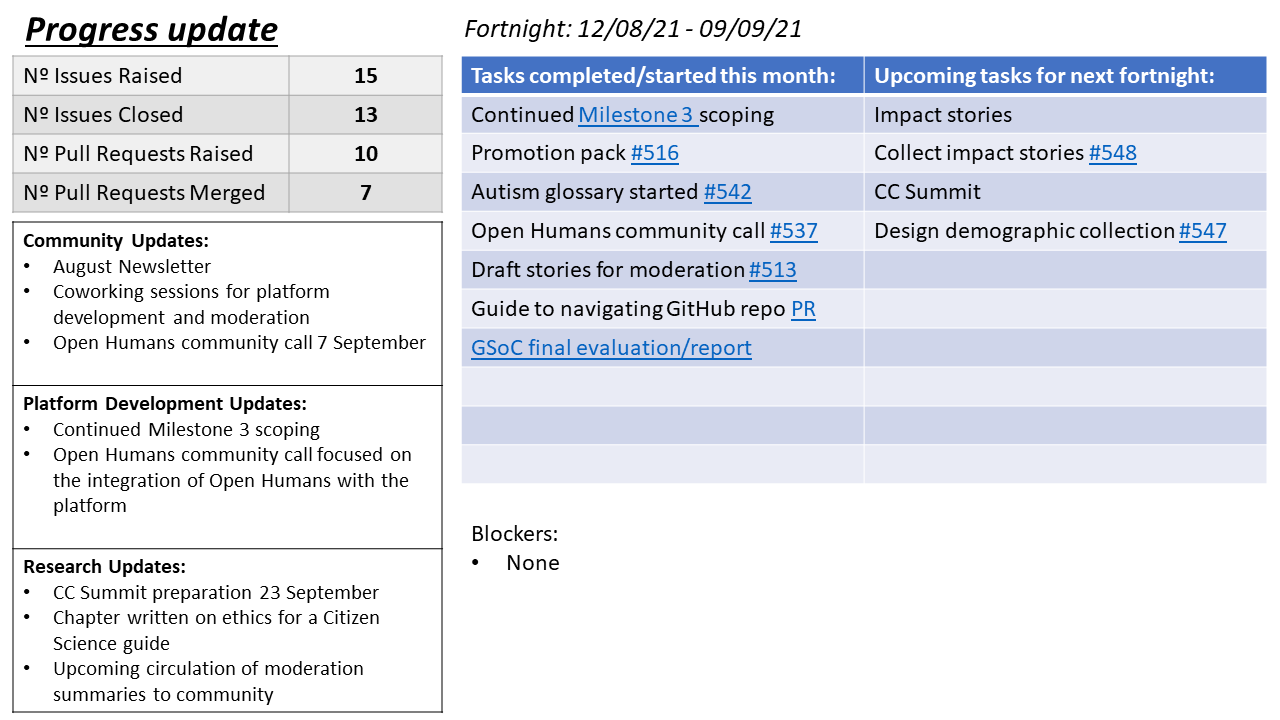 Progress update
Fortnight: 12/08/21 - 09/09/21
Nº Issues Raised 15
Nº Issues Closed 13
Nº Pull Requests Raised 10
Nº Pull Requests Merged 7
Community Updates:
• August Newsletter
• Coworking sessions for platform
development and moderation
• Open Humans community call 7 September
Platform Development Updates:
• Continued Milestone 3 scoping
• Open Humans community call focused on
the integration of Open Humans with the
platform
Research Updates:
• CC Summit preparation 23 September
• Chapter written on ethics for a Citizen
Science guide
• Upcoming circulation of moderation
summaries to community
Tasks completed/started this month: Upcoming tasks for next fortnight:
Continued Milestone 3 scoping Impact stories
Promotion pack #516 Collect impact stories #548
Autism glossary started #542 CC Summit
Open Humans community call #537 Design demographic collection #547
Draft stories for moderation #513
Guide to navigating GitHub repo PR
GSoC final evaluation/report
Blockers:
• None